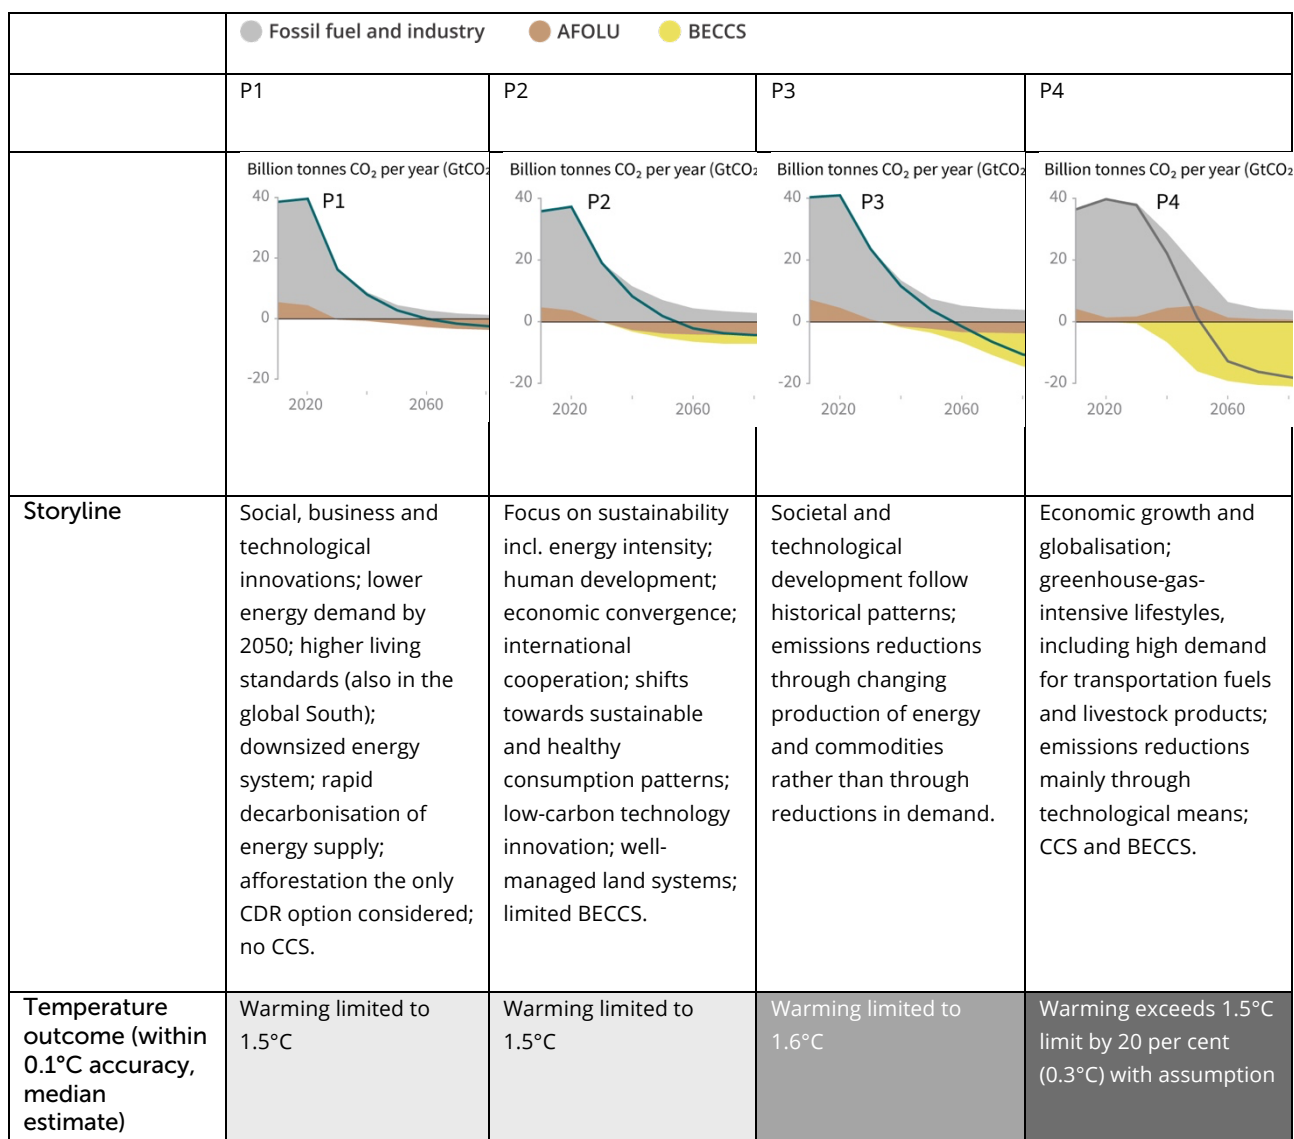 Fossil fuel and industry AFOLU BECCS
P1 P2 P3 P4
Billion tonnes CO₂ per year (GtCO₂ Billion tonnes CO₂ per year (GtCO₂ Billion tonnes CO₂ per year (GtCO₂ Billion tonnes CO₂ per year (GtCO₂
40 P1 40 P2 40 P3 40 P4
20 20 20 20
0 0 0 0
-20 -20 -20 -20
2020 2060 2020 2060 2020 2060 2020 2060
Storyline
Social, business and
technological
innovations; lower
energy demand by
2050; higher living
standards (also in the
global South);
downsized energy
system; rapid
decarbonisation of
energy supply;
afforestation the only
CDR option considered;
no CCS.
Focus on sustainability
incl. energy intensity;
human development;
economic convergence;
international
cooperation; shifts
towards sustainable
and healthy
consumption patterns;
low-carbon technology
innovation; well-
managed land systems;
limited BECCS.
Societal and
technological
development follow
historical patterns;
emissions reductions
through changing
production of energy
and commodities
rather than through
reductions in demand.
Economic growth and
globalisation;
greenhouse-gas-
intensive lifestyles,
including high demand
for transportation fuels
and livestock products;
emissions reductions
mainly through
technological means;
CCS and BECCS.
Temperature
outcome (within
0.1°C accuracy,
median
estimate)
Warming limited to
1.5°C
Warming limited to
1.5°C
Warming limited to
1.6°C
Warming exceeds 1.5°C
limit by 20 per cent
(0.3°C) with assumption